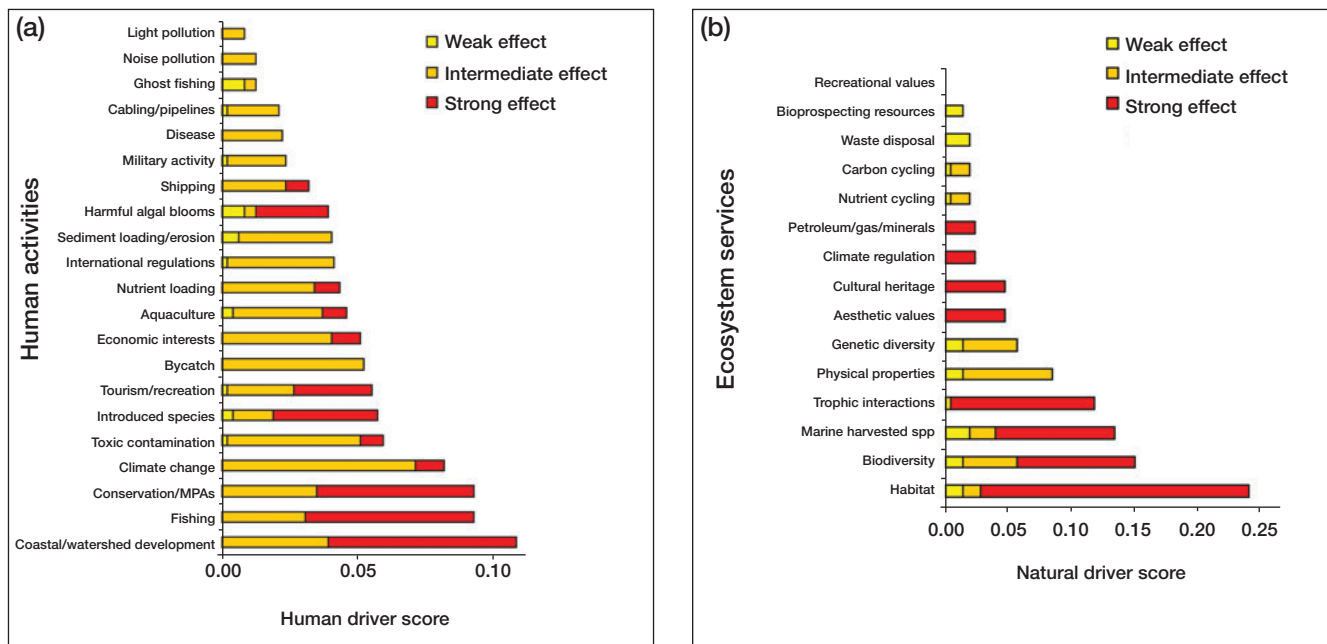 (a)
Weak effect
Intermediate effect
Strong effect
Human activities
Light pollution
Noise pollution
Ghost fishing
Cabling/pipelines
Disease
Military activity
Shipping
Harmful algal blooms
Sediment loading/erosion
International regulations
Nutrient loading
Aquaculture
Economic interests
Bycatch
Tourism/recreation
Introduced species
Toxic contamination
Climate change
Conservation/MPAs
Fishing
Coastal/watershed development
0.00 0.05 0.10
Human driver score
(b)
Weak effect
Intermediate effect
Strong effect
Ecosystem services
Recreational values
Bioprospecting resources
Waste disposal
Carbon cycling
Nutrient cycling
Petroleum/gas/minerals
Climate regulation
Cultural heritage
Aesthetic values
Genetic diversity
Physical properties
Trophic interactions
Marine harvested spp
Biodiversity
Habitat
0.00 0.05 0.10 0.15 0.20 0.25
Natural driver score